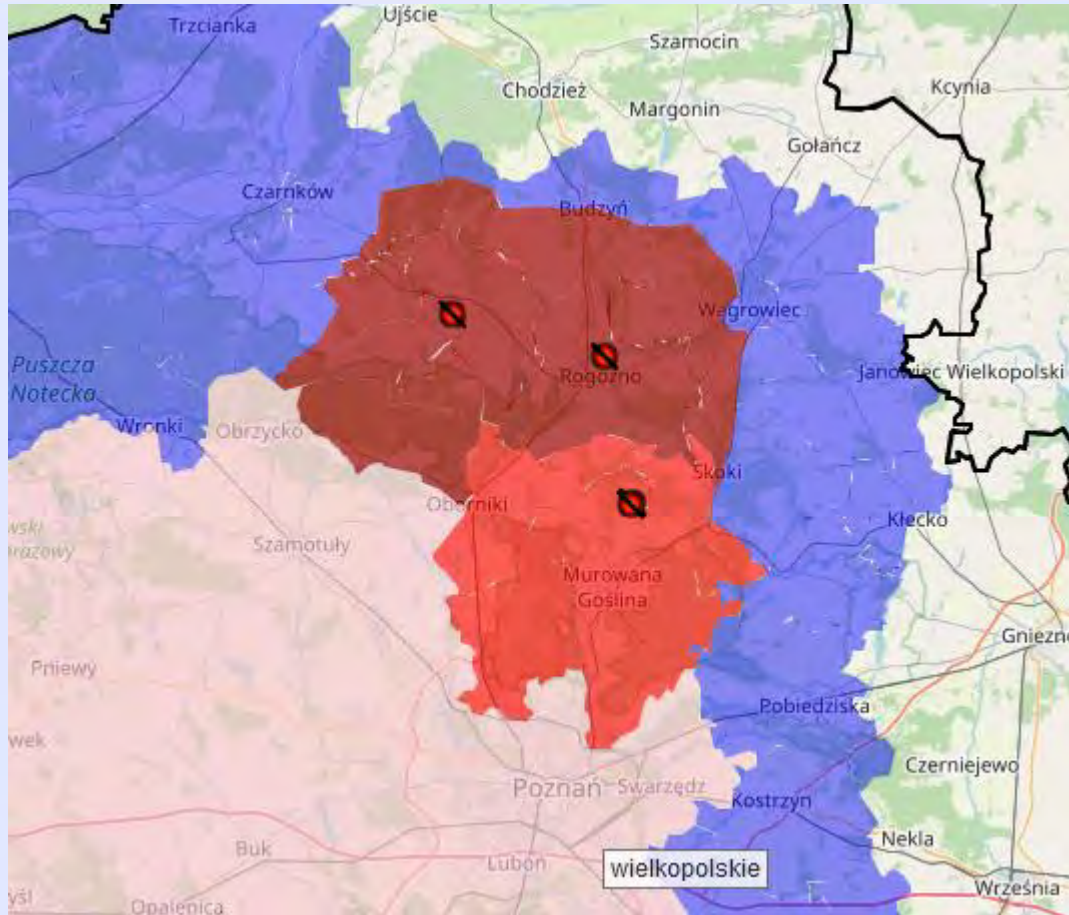 Ujście
Trzcianka
Szamocin
Chodzież
Kcynia
Margonin
Gołańcz
Czarnków
Budzyń
Wągrowiec
Puszcza
Notecka
Rogoźno
Janowiec Wielkopolski
Wronki
Obrzycko
Skoki
Oborniki
Kłecko
Szamotuły
Murowana
Goślina
Gniezno
Pniewy
Pobiedziska
Czerniejewo
Poznań
Swarzędz
Kostrzyn
Nekla
Buk
Luboń
wielkopolskie
Września
Opalenica